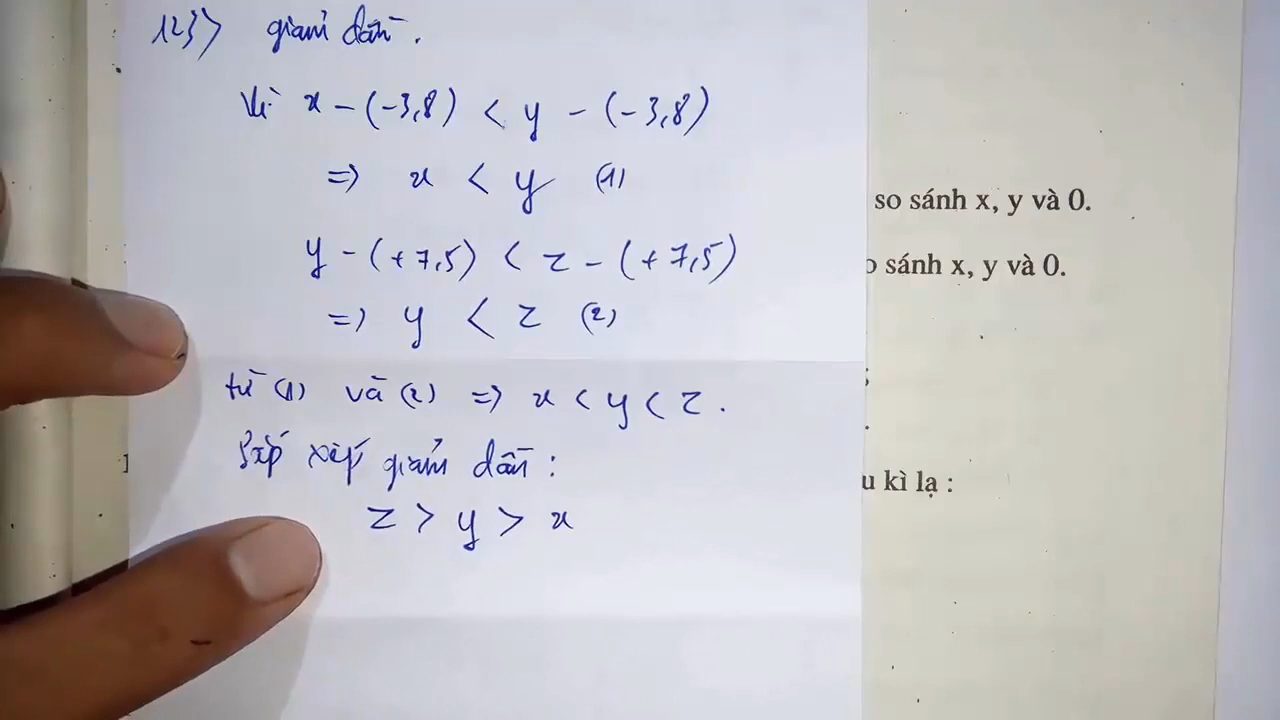 123) giảm dần.
Vì x - (-3,8) < y - (-3,8)
=> x < y (1)
y - (+7,5) < z - (+7,5)
=> y < z (2)
từ (1) và (2) => x < y < z.
Sắp xếp giảm dần :
z > y > x
so sánh x, y và 0.
sánh x, y và 0.
kì lạ :